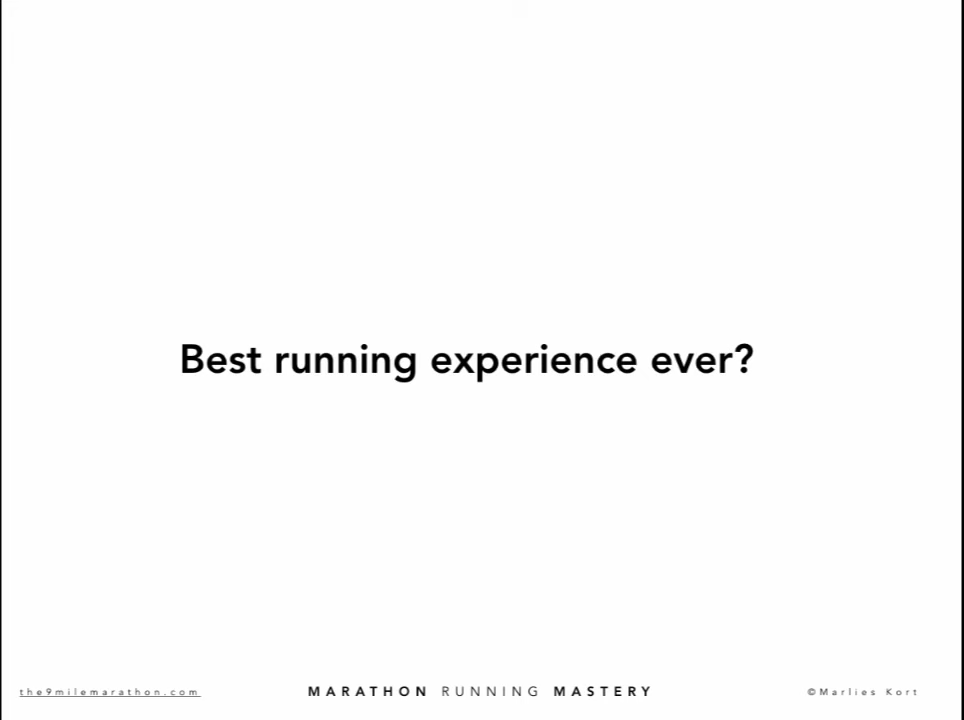 Best running experience ever?
the9milemarathon.com MARATHON RUNNING MASTERY ©Marlies Kort